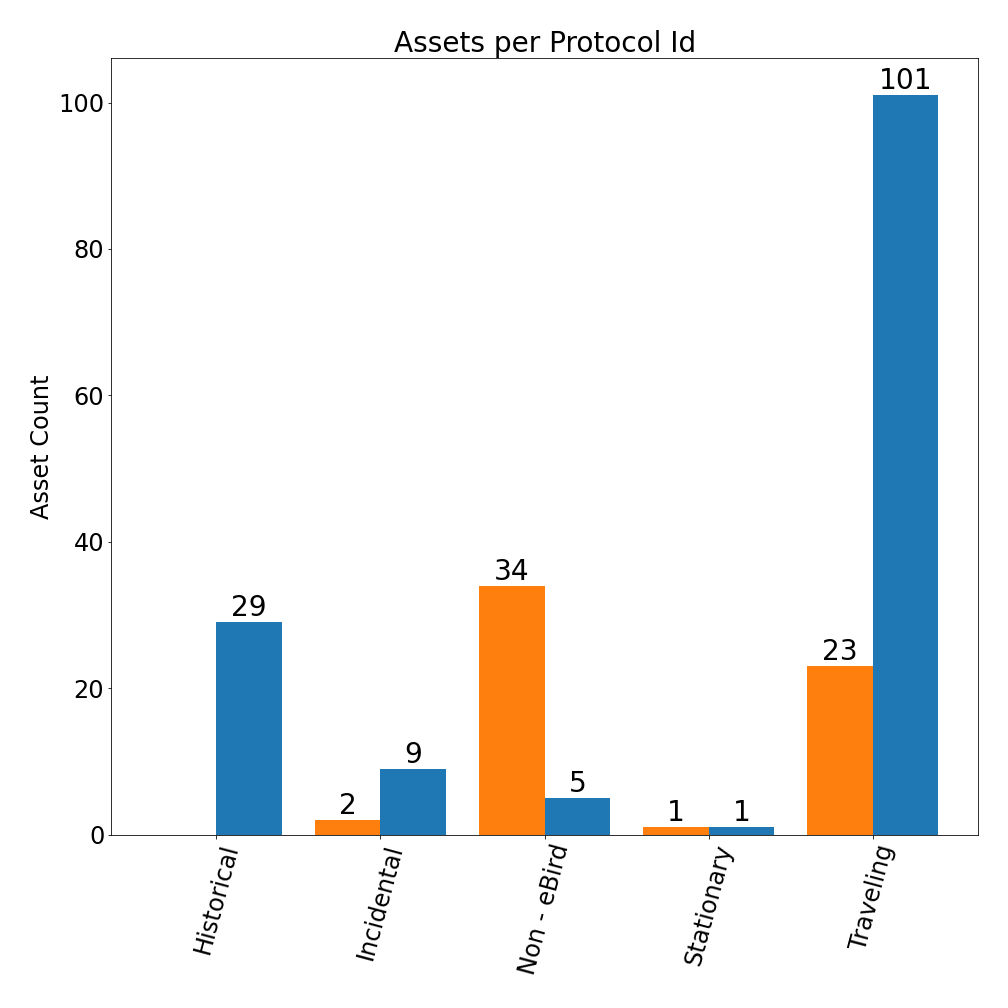 Assets per Protocol Id
Asset Count
100
80
60
40
20
0
29
2
9
34
5
1
1
23
101
Historical
Incidental
Non - eBird
Stationary
Traveling